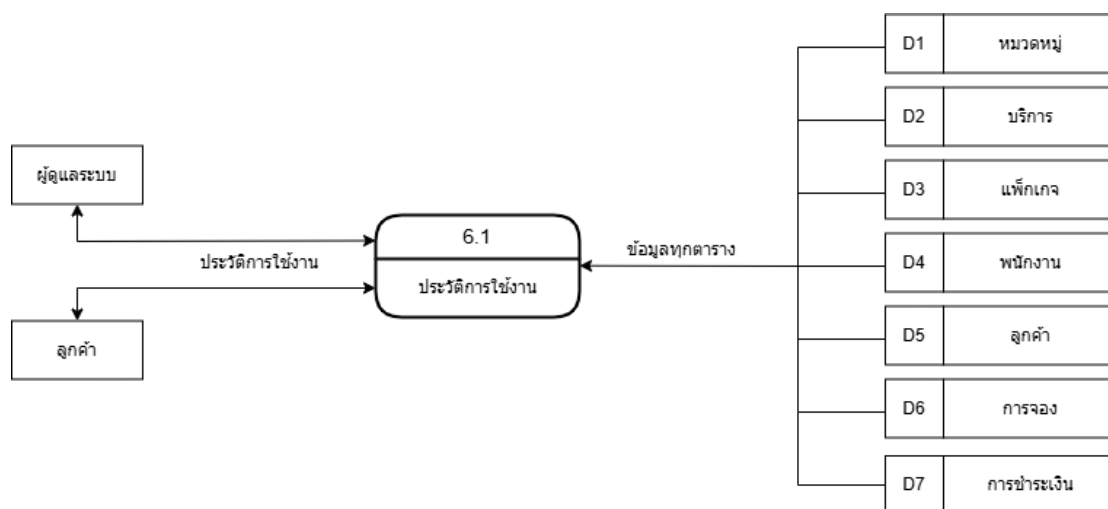 ผู้ดูแลระบบ
ประวัติการใช้งาน
ลูกค้า
6.1
ประวัติการใช้งาน
ข้อมูลทุกตาราง
D1 หมวดหมู่
D2 บริการ
D3 แพ็กเกจ
D4 พนักงาน
D5 ลูกค้า
D6 การจอง
D7 การชำระเงิน